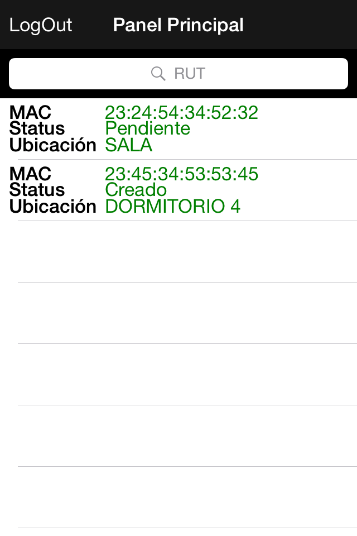 LogOut Panel Principal
RUT
MAC 23:24:54:34:52:32
Status Pendiente
Ubicación SALA
MAC 23:45:34:53:53:45
Status Creado
Ubicación DORMITORIO 4